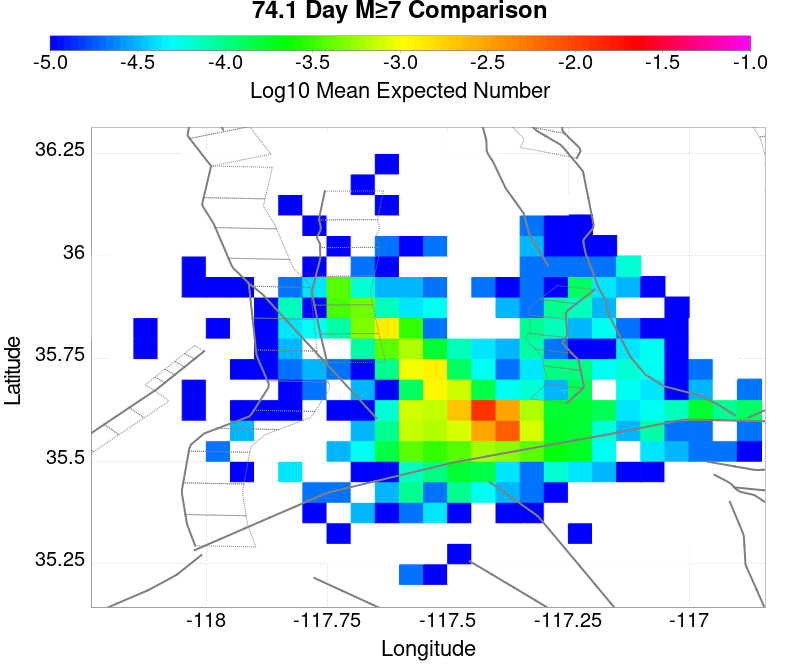 74.1 Day M≥7 Comparison
-5.0 -4.5 -4.0 -3.5 -3.0 -2.5 -2.0 -1.5 -1.0
Log10 Mean Expected Number
36.25
36
35.75
35.5
35.25
Latitude
-118 -117.75 -117.5 -117.25 -117
Longitude